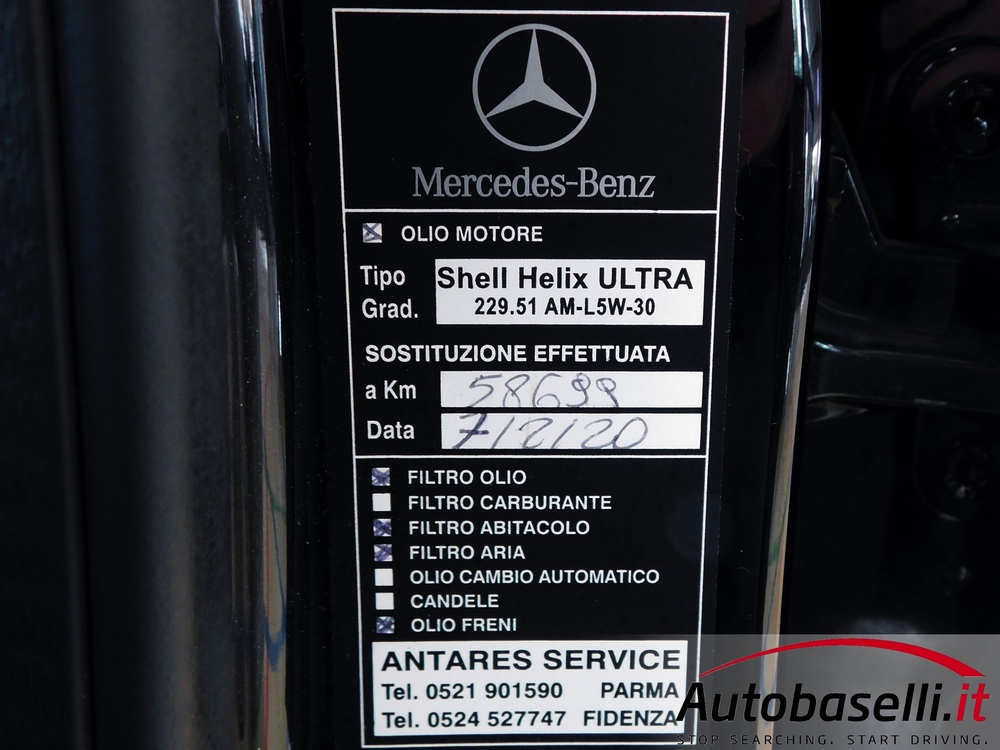 Mercedes-Benz
OLIO MOTORE
Tipo Shell Helix ULTRA
Grad. 229.51 AM-L5W-30
SOSTITUZIONE EFFETTUATA
a Km 58699
Data 7/2/20
FILTRO OLIO
FILTRO CARBURANTE
FILTRO ABITACOLO
FILTRO ARIA
OLIO CAMBIO AUTOMATICO
CANDELE
OLIO FRENI
ANTARES SERVICE
Tel. 0521 901590 PARMA
Tel. 0524 527747 FIDENZA
Autobaselli.it
STOP SEARCHING. START DRIVING.